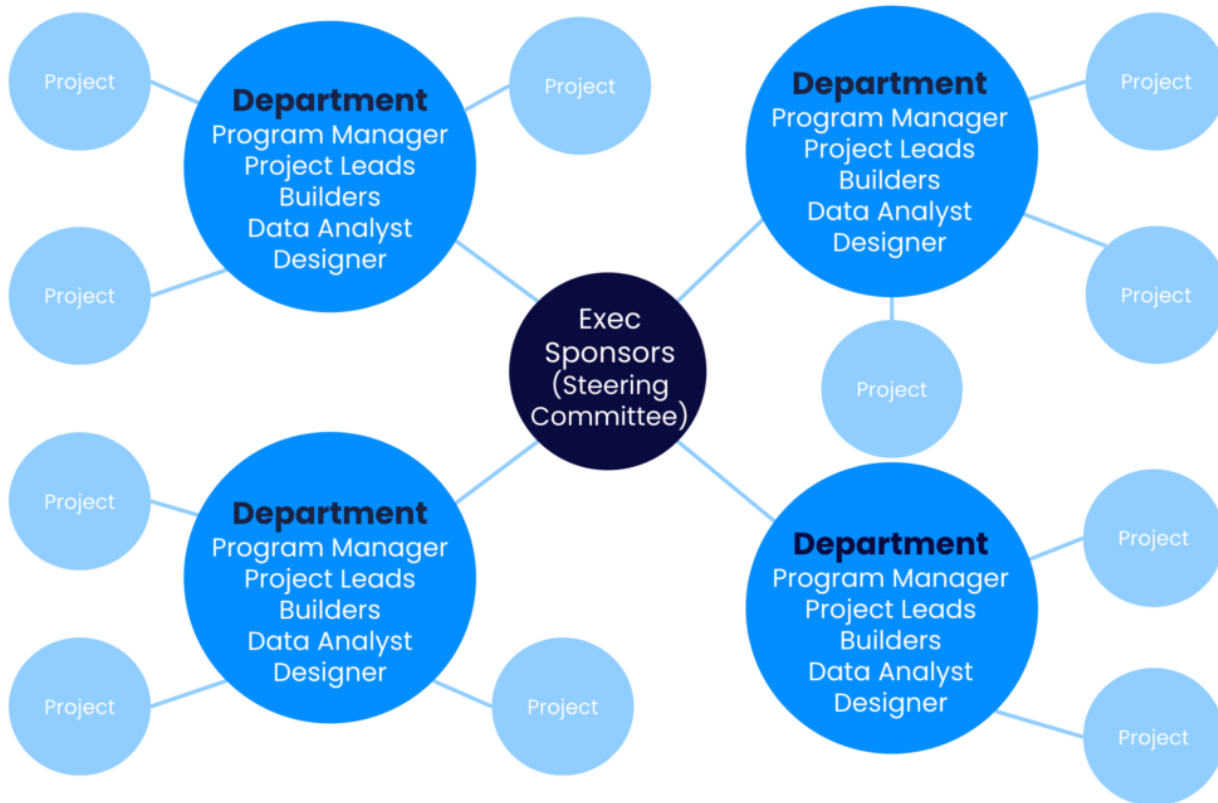 Project
Department
Program Manager
Project Leads
Builders
Data Analyst
Designer
Project
Project
Department
Program Manager
Project Leads
Builders
Data Analyst
Designer
Project
Project
Project
Exec
Sponsors
(Steering
Committee)
Project
Department
Program Manager
Project Leads
Builders
Data Analyst
Designer
Project
Project
Department
Program Manager
Project Leads
Builders
Data Analyst
Designer
Project
Project